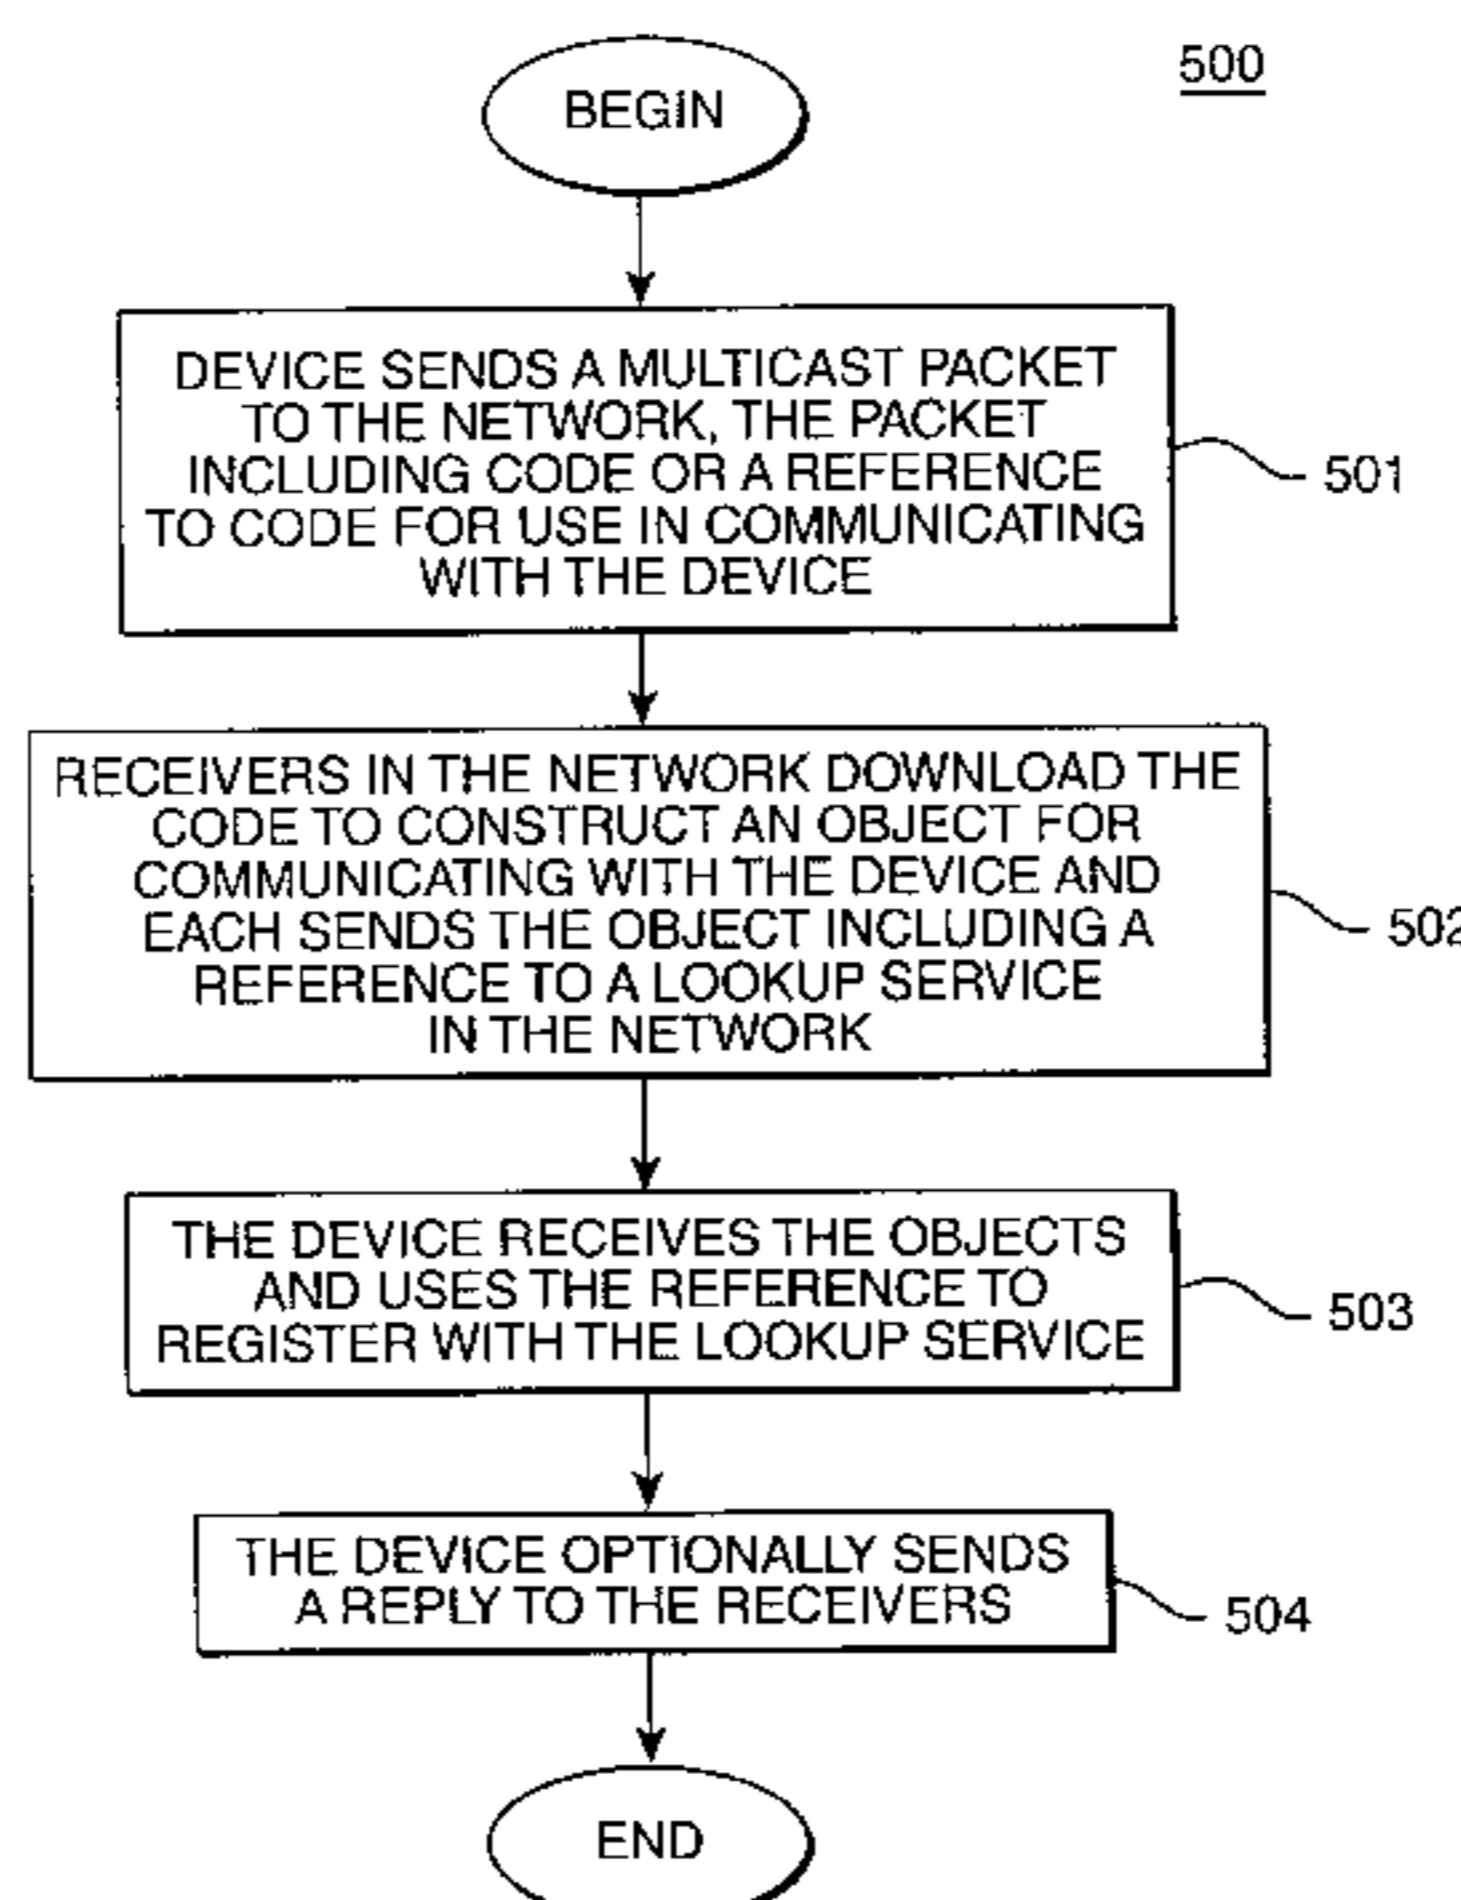 500
BEGIN
DEVICE SENDS A MULTICAST PACKET
TO THE NETWORK, THE PACKET
INCLUDING CODE OR A REFERENCE
TO CODE FOR USE IN COMMUNICATING
WITH THE DEVICE
501
RECEIVERS IN THE NETWORK DOWNLOAD THE
CODE TO CONSTRUCT AN OBJECT FOR
COMMUNICATING WITH THE DEVICE AND
EACH SENDS THE OBJECT INCLUDING A
REFERENCE TO A LOOKUP SERVICE
IN THE NETWORK
502
THE DEVICE RECEIVES THE OBJECTS
AND USES THE REFERENCE TO
REGISTER WITH THE LOOKUP SERVICE
503
THE DEVICE OPTIONALLY SENDS
A REPLY TO THE RECEIVERS
504
END